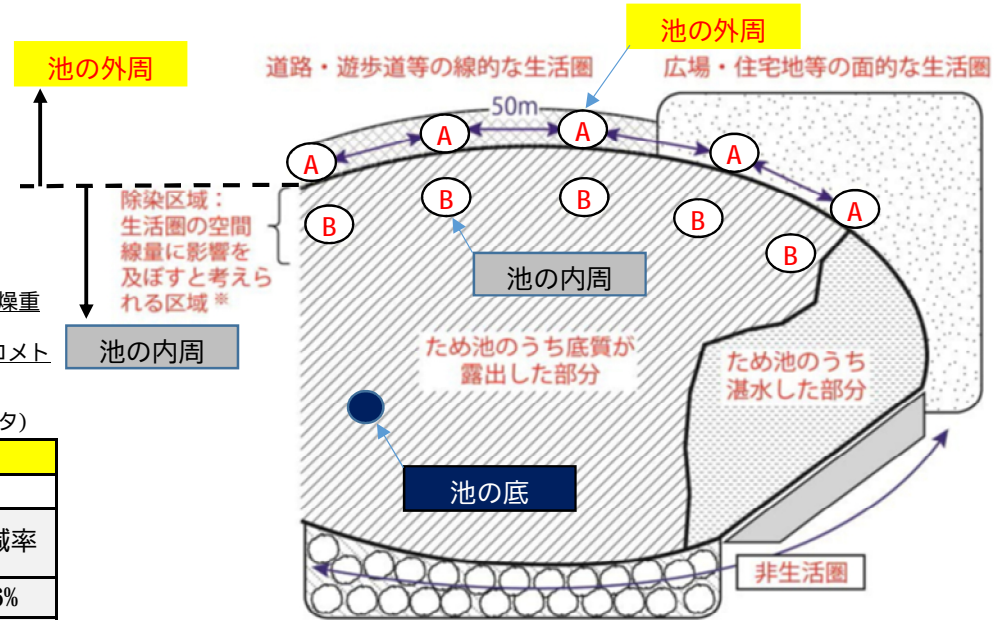 池の外周
池の外周
道路・遊歩道等の線的な生活圏
広場・住宅地等の面的な生活圏
50m
A
A
A
A
A
除染区域：
生活圏の空間
線量に影響を
及ぼすと考えら
れる区域※
B
B
B
B
B
池の内周
燥重
池の内周
コメト
ため池のうち底質が
露出した部分
ため池のうち
湛水した部分
タ)
池の底
減率
6%
非生活圏